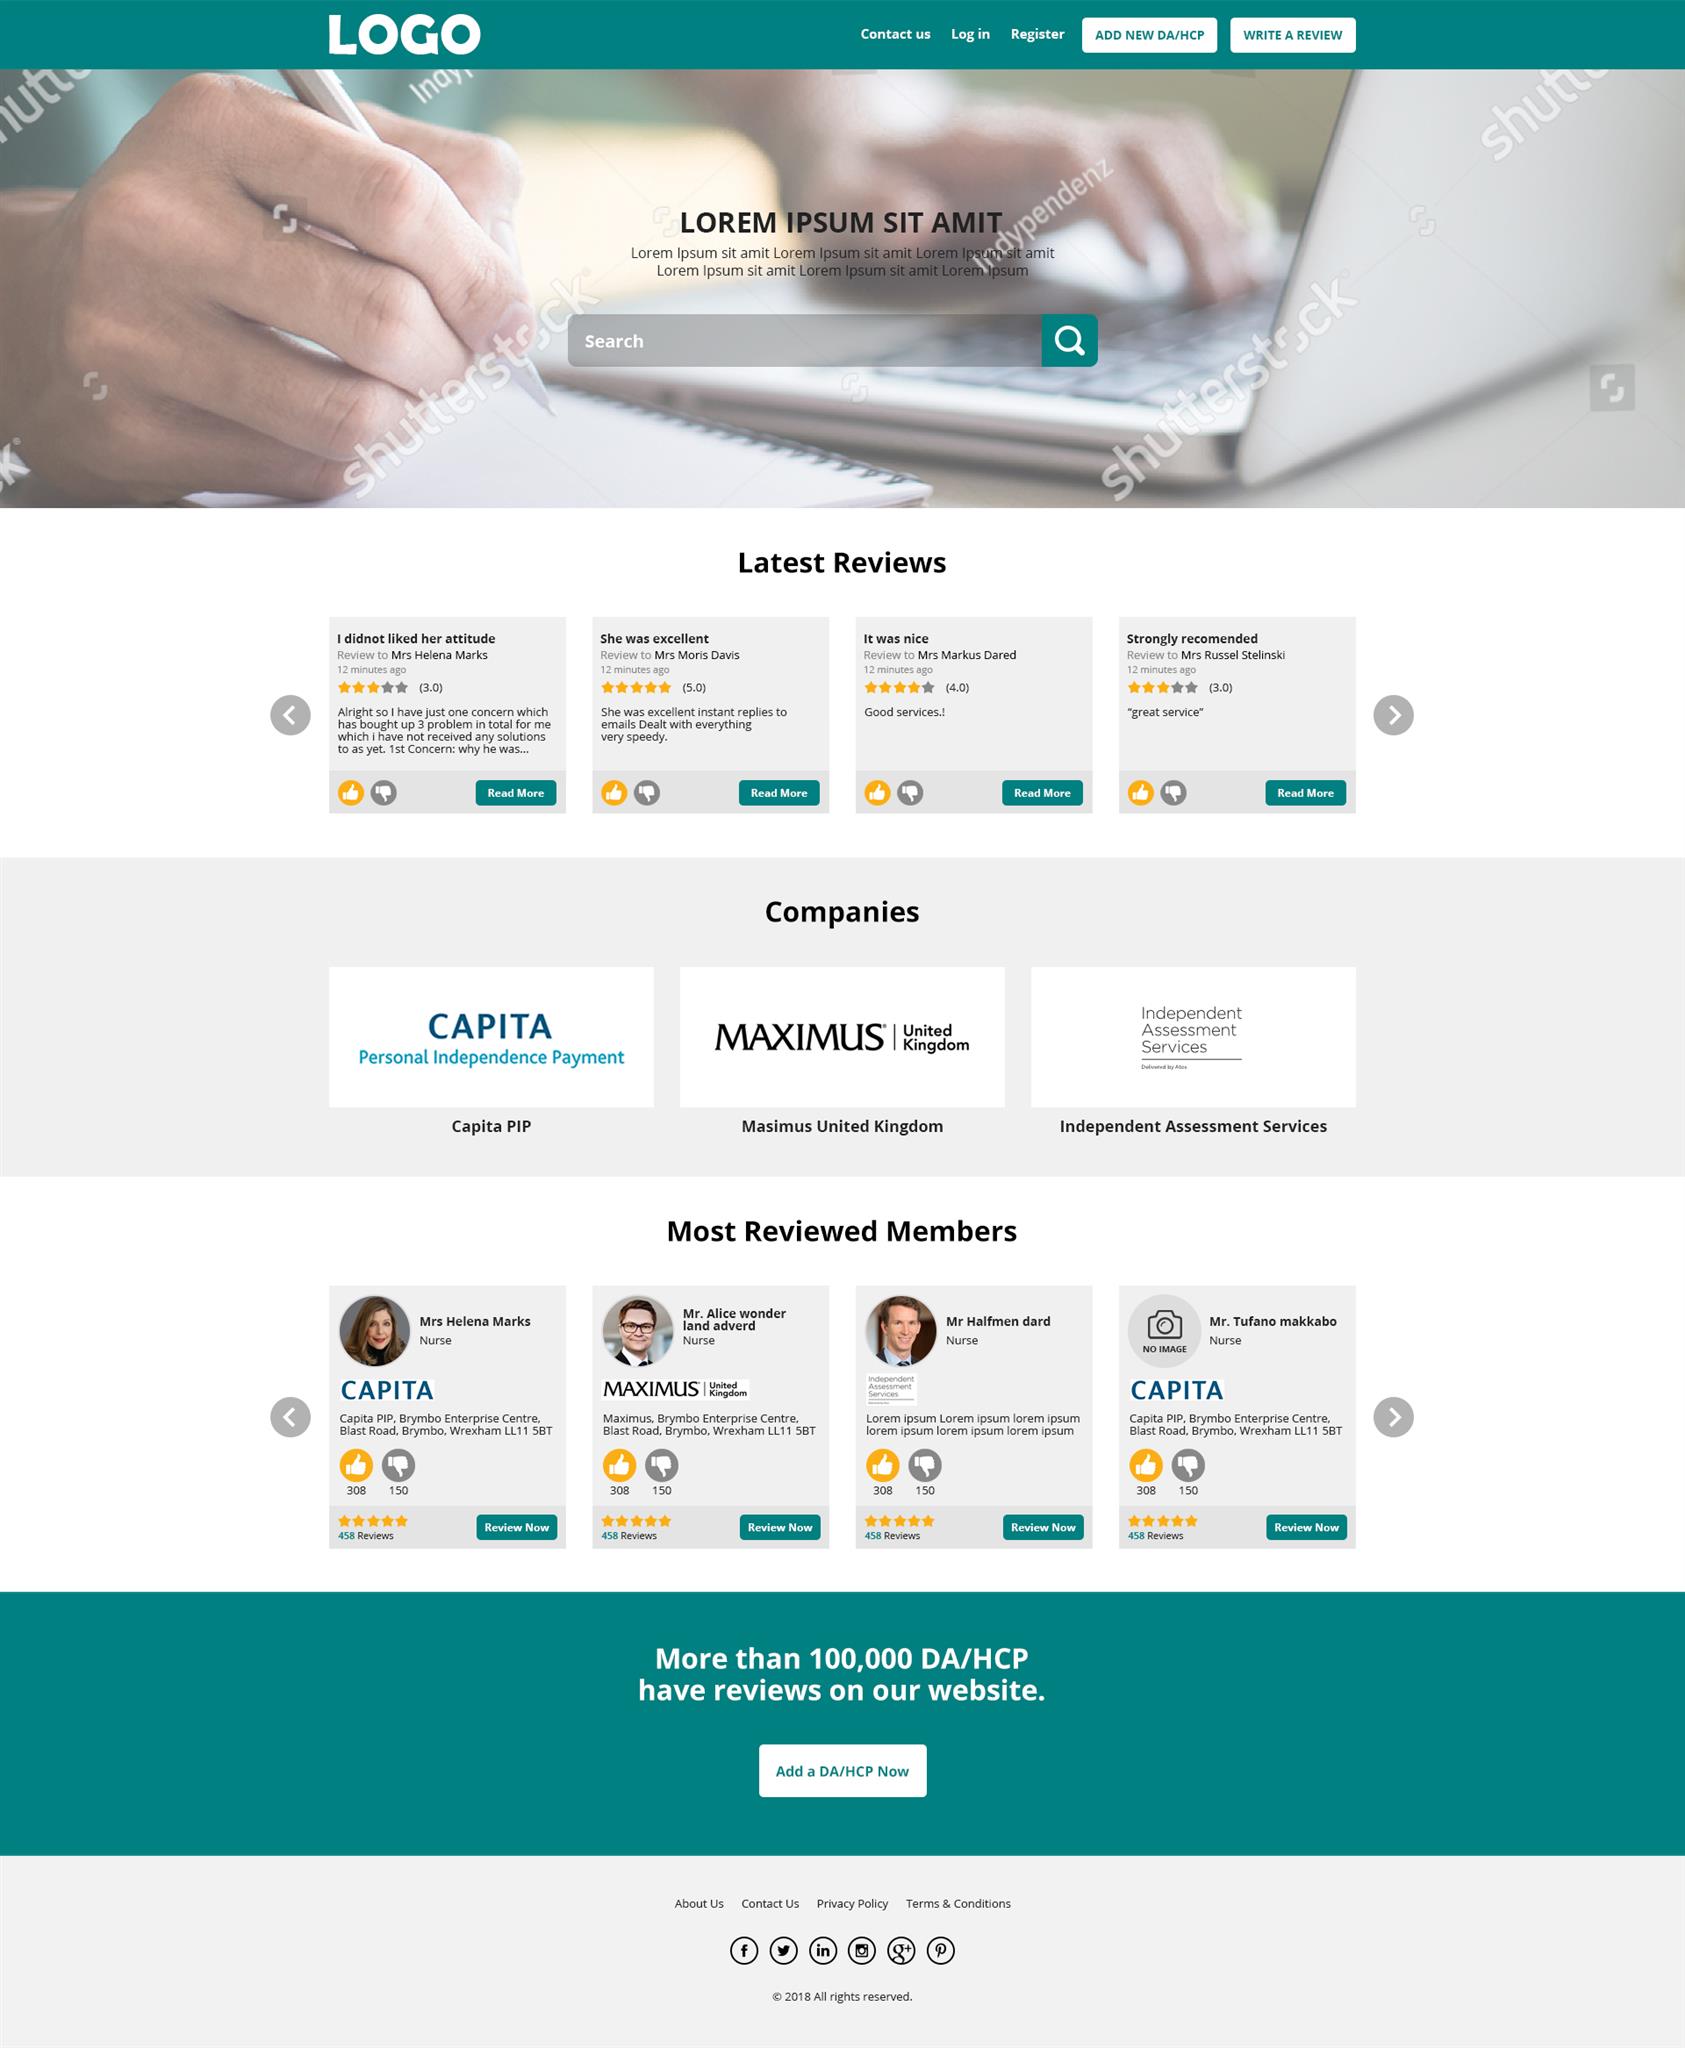 LOGO
Contact us
Log in
Register
ADD NEW DA/HCP
WRITE A REVIEW
shutterstock
Indypendenz
shutterstock
LOREM IPSUM SIT AMIT
Lorem Ipsum sit amit Lorem Ipsum sit amit Lorem Ipsum sit amit
Lorem Ipsum sit amit Lorem Ipsum sit amit Lorem Ipsum
Search
Latest Reviews
I didnot liked her attitude
Review to Mrs Helena Marks
12 minutes ago
(3.0)
Alright so I have just one concern which
has bought up 3 problem in total for me
which i have not received any solutions
to as yet. 1st Concern: why he was...
Read More
She was excellent
Review to Mrs Moris Davis
12 minutes ago
(5.0)
She was excellent instant replies to
emails Dealt with everything
very speedy.
Read More
It was nice
Review to Mrs Markus Dared
12 minutes ago
(4.0)
Good services.!
Read More
Strongly recomended
Review to Mrs Russel Stelinski
12 minutes ago
(3.0)
“great service”
Read More
Companies
CAPITA
Personal Independence Payment
Capita PIP
MAXIMUS® United
Kingdom
Masimus United Kingdom
Independent
Assessment
Services
Delivered by Atos
Independent Assessment Services
Most Reviewed Members
Mrs Helena Marks
Nurse
CAPITA
Capita PIP, Brymbo Enterprise Centre,
Blast Road, Brymbo, Wrexham LL11 5BT
308 150
458 Reviews
Review Now
Mr. Alice wonder
land adverd
Nurse
MAXIMUS United
Kingdom
Maximus, Brymbo Enterprise Centre,
Blast Road, Brymbo, Wrexham LL11 5BT
308 150
458 Reviews
Review Now
Mr Halfmen dard
Nurse
Independent
Assessment
Services
Lorem ipsum Lorem ipsum lorem ipsum
lorem ipsum lorem ipsum lorem ipsum
308 150
458 Reviews
Review Now
NO IMAGE
Mr. Tufano makkabo
Nurse
CAPITA
Capita PIP, Brymbo Enterprise Centre,
Blast Road, Brymbo, Wrexham LL11 5BT
308 150
458 Reviews
Review Now
More than 100,000 DA/HCP
have reviews on our website.
Add a DA/HCP Now
About Us
Contact Us
Privacy Policy
Terms & Conditions
© 2018 All rights reserved.